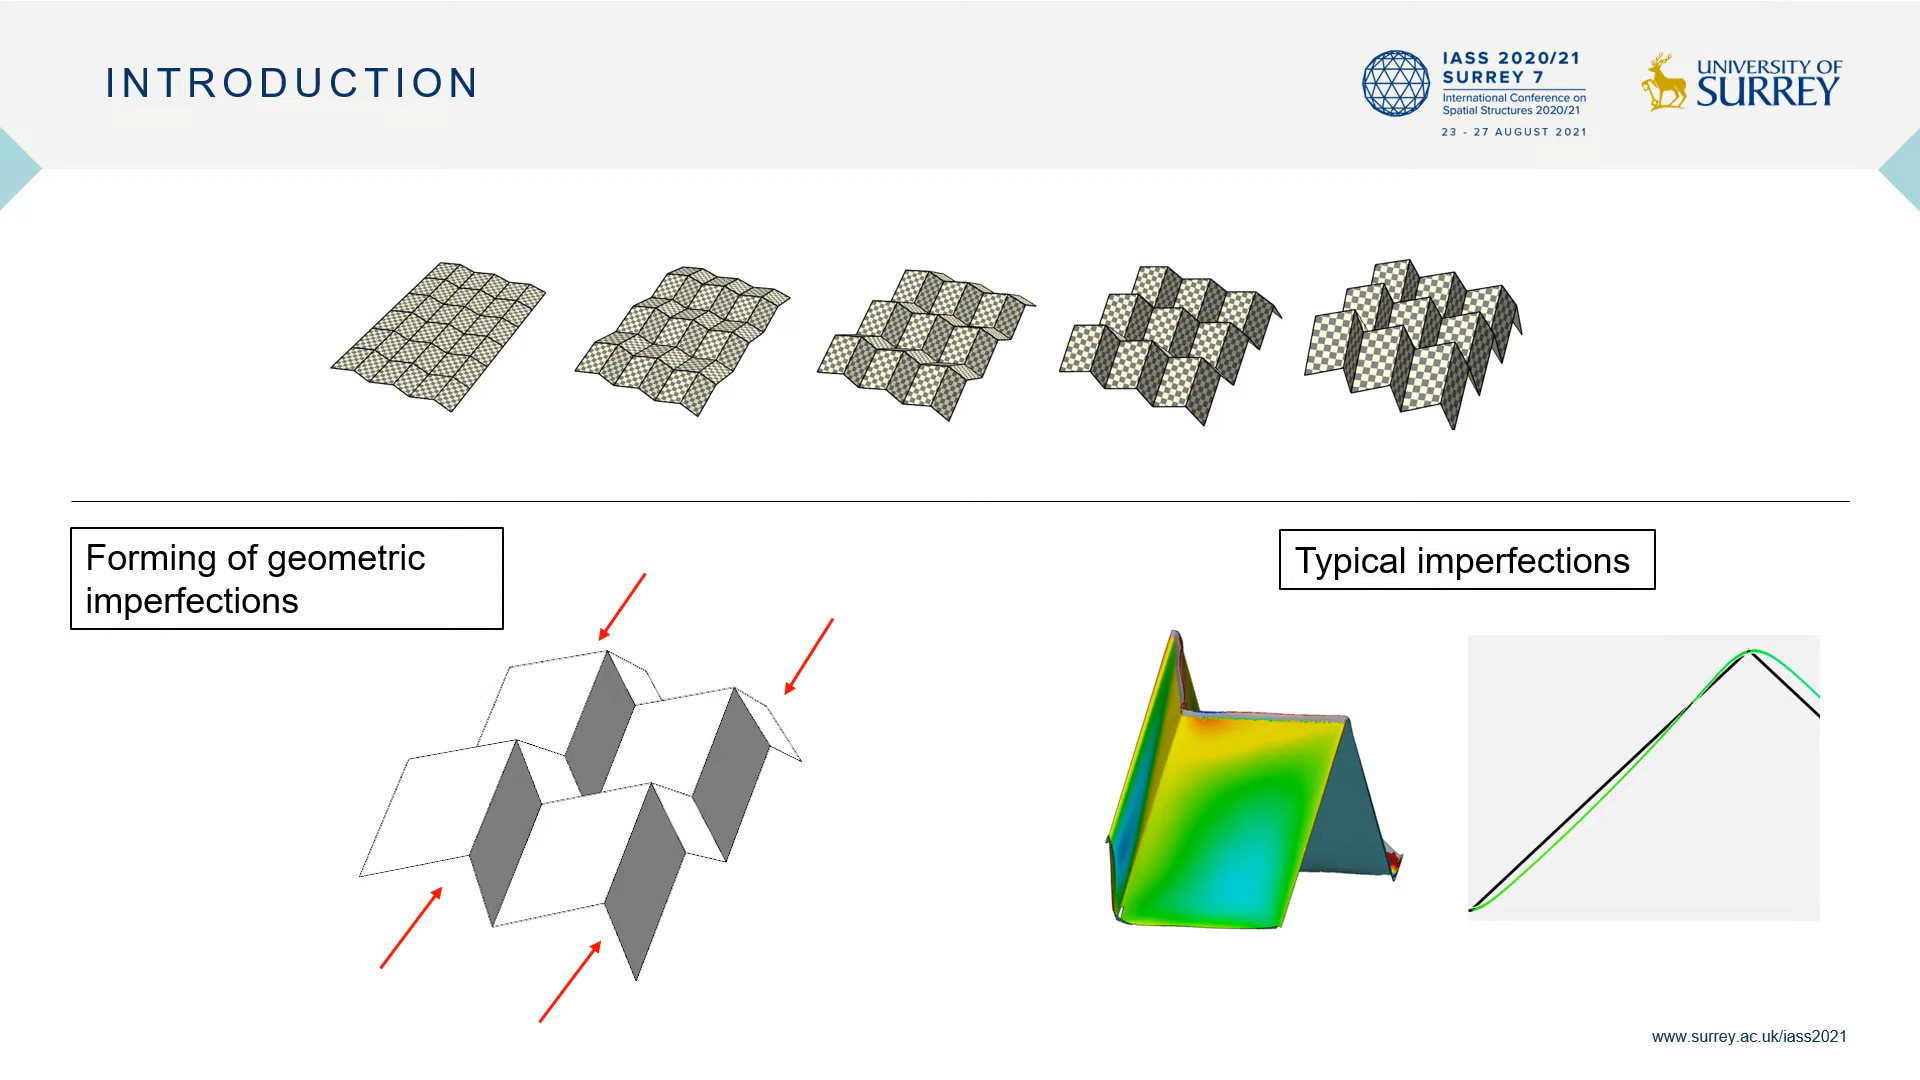 INTRODUCTION
IASS 2020/21
SURREY 7
International Conference on
Spatial Structures 2020/21
23 - 27 AUGUST 2021
UNIVERSITY OF
SURREY
Forming of geometric
imperfections
Typical imperfections
www.surrey.ac.uk/iass2021